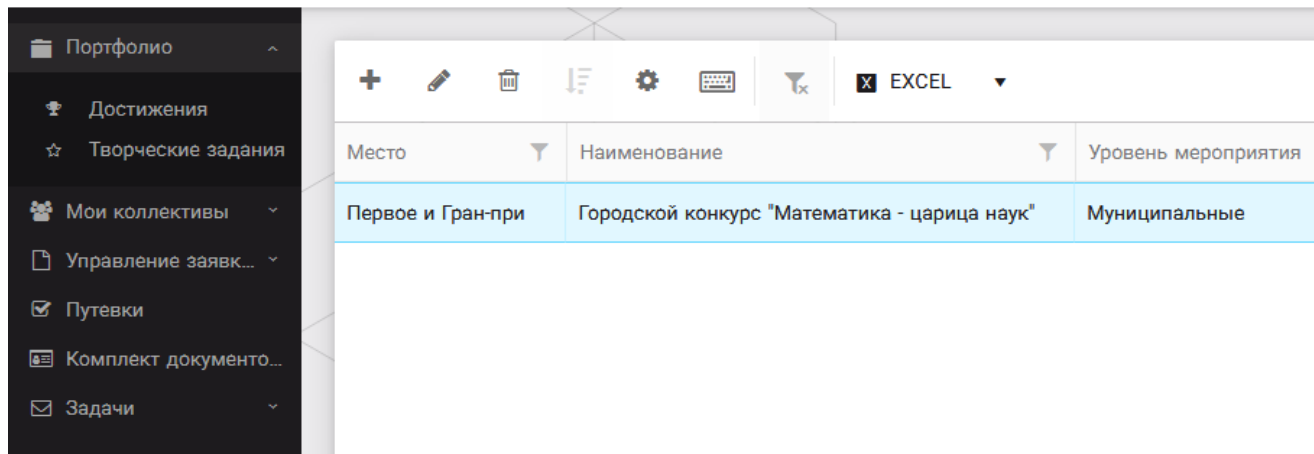 Портфолио
Достижения
Творческие задания
Мои коллективы
Управление заявк...
Путевки
Комплект документо...
Задачи
X EXCEL
Место Наименование Уровень мероприятия
Первое и Гран-при Городской конкурс "Математика - царица наук" Муниципальные